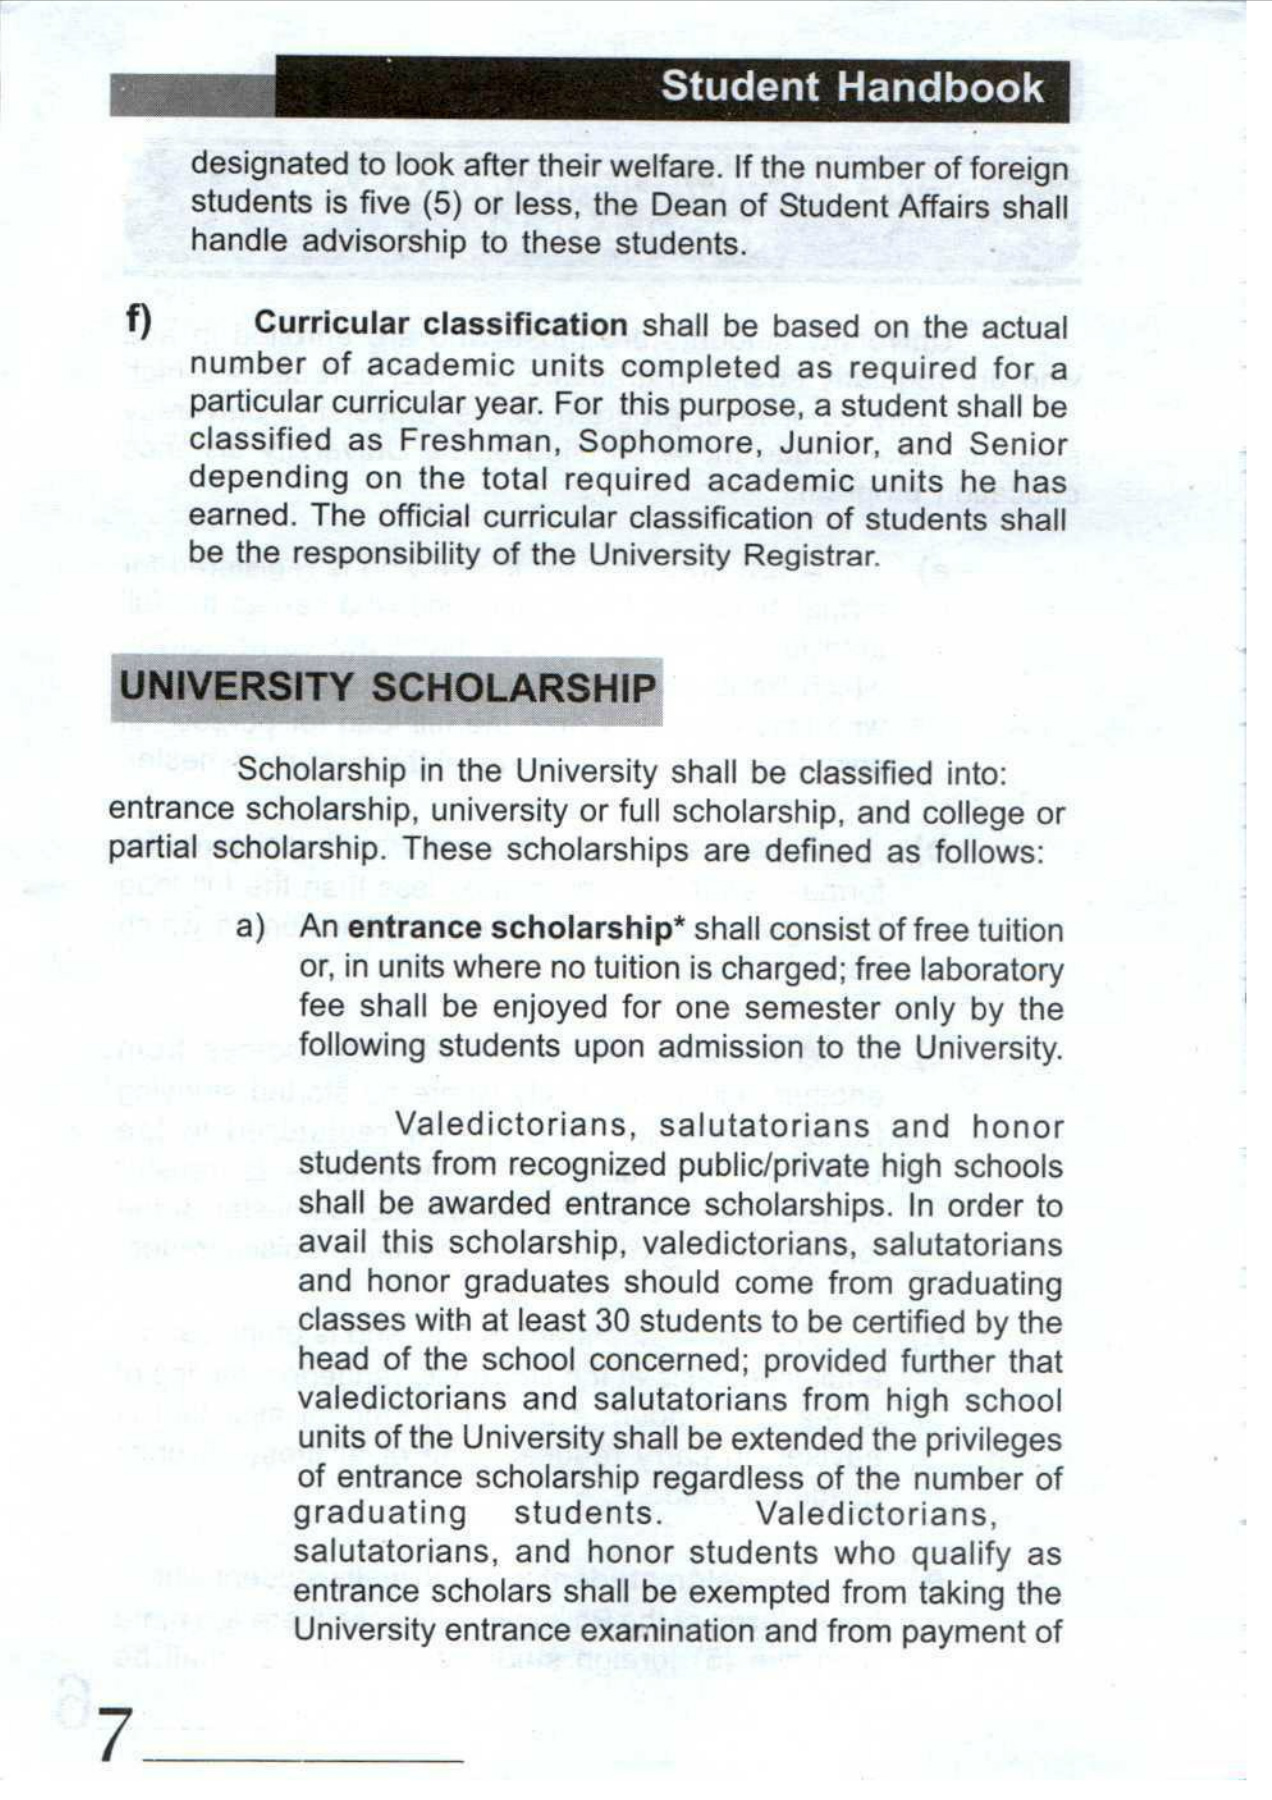 Student Handbook
designated to look after their welfare. If the number of foreign
students is five (5) or less, the Dean of Student Affairs shall
handle advisorship to these students.
f) Curricular classification shall be based on the actual
number of academic units completed as required for a
particular curricular year. For this purpose, a student shall be
classified as Freshman, Sophomore, Junior, and Senior
depending on the total required academic units he has
earned. The official curricular classification of students shall
be the responsibility of the University Registrar.
UNIVERSITY SCHOLARSHIP
Scholarship in the University shall be classified into:
entrance scholarship, university or full scholarship, and college or
partial scholarship. These scholarships are defined as follows:
a) An entrance scholarship* shall consist of free tuition
or, in units where no tuition is charged; free laboratory
fee shall be enjoyed for one semester only by the
following students upon admission to the University.
Valedictorians, salutatorians and honor
students from recognized public/private high schools
shall be awarded entrance scholarships. In order to
avail this scholarship, valedictorians, salutatorians
and honor graduates should come from graduating
classes with at least 30 students to be certified by the
head of the school concerned; provided further that
valedictorians and salutatorians from high school
units of the University shall be extended the privileges
of entrance scholarship regardless of the number of
graduating students. Valedictorians,
salutatorians, and honor students who qualify as
entrance scholars shall be exempted from taking the
University entrance examination and from payment of
7